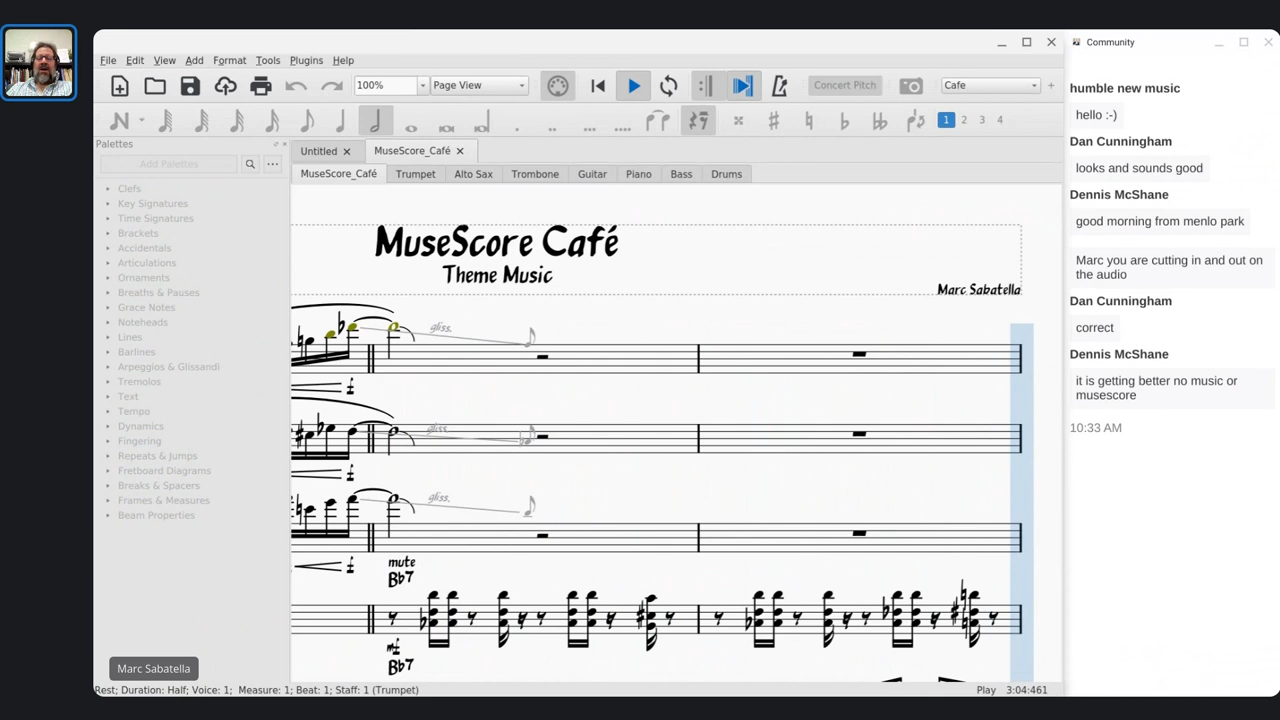 Community
File Edit View Add Format Tools Plugins Help
100% Page View Concert Pitch Cafe +
1 2 3 4
Palettes
Untitled MuseScore_Café
Add Palettes
MuseScore_Café Trumpet Alto Sax Trombone Guitar Piano Bass Drums
Clefs
Key Signatures
Time Signatures
Brackets
Accidentals
Articulations
Ornaments
Breaths & Pauses
Grace Notes
Noteheads
Lines
Barlines
Arpeggios & Glissandi
Tremolos
Text
Tempo
Dynamics
Fingering
Repeats & Jumps
Fretboard Diagrams
Breaks & Spacers
Frames & Measures
Beam Properties
MuseScore Café
Theme Music
Marc Sabatella
gliss.
f
gliss.
f
gliss.
f
mute
Bb7
mf
Bb7
Marc Sabatella
Rest; Duration: Half; Voice: 1; Measure: 1; Beat: 1; Staff: 1 (Trumpet)
Play 3:04:461
humble new music
hello :-)
Dan Cunningham
looks and sounds good
Dennis McShane
good morning from menlo park
Marc you are cutting in and out on
the audio
Dan Cunningham
correct
Dennis McShane
it is getting better no music or
musescore
10:33 AM